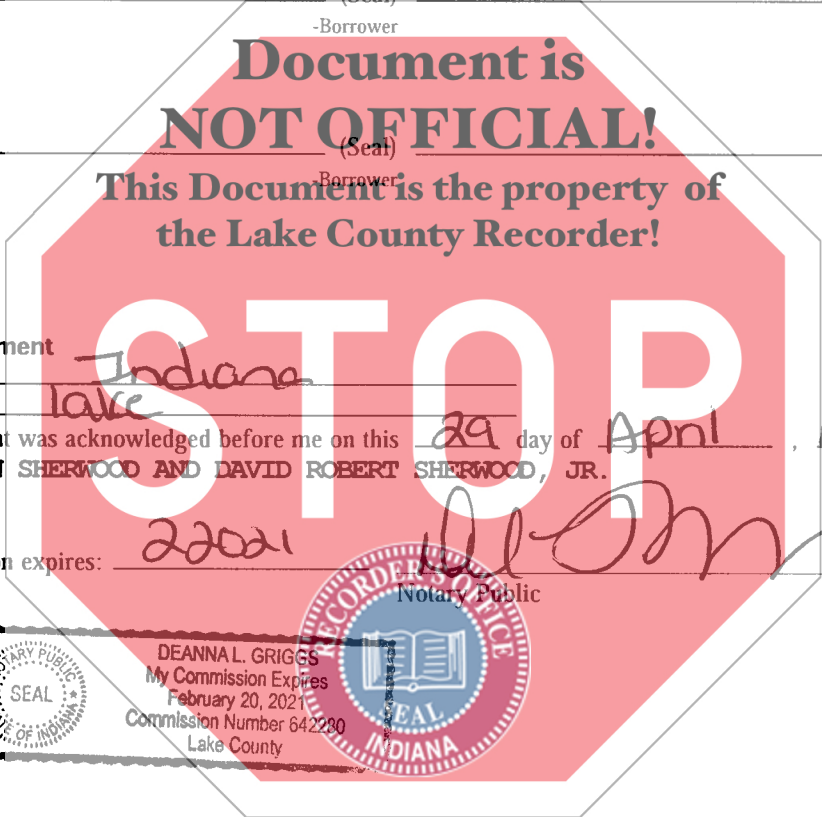 -Borrower
Document is
NOT OFFICIAL!
(Seal)
-Borrower
This Document is the property of
the Lake County Recorder!
STOP
ment
Indiana
lake
t was acknowledged before me on this 29 day of April ,
SHERWOOD AND DAVID ROBERT SHERWOOD, JR.
n expires: 22021
Notary Public
RECORDER'S OFFICE
SEAL
INDIANA
TARY PUBLIC
SEAL
E OF INDIANA
DEANNA L. GRIGGS
My Commission Expires
February 20, 2021
Commission Number 642280
Lake County